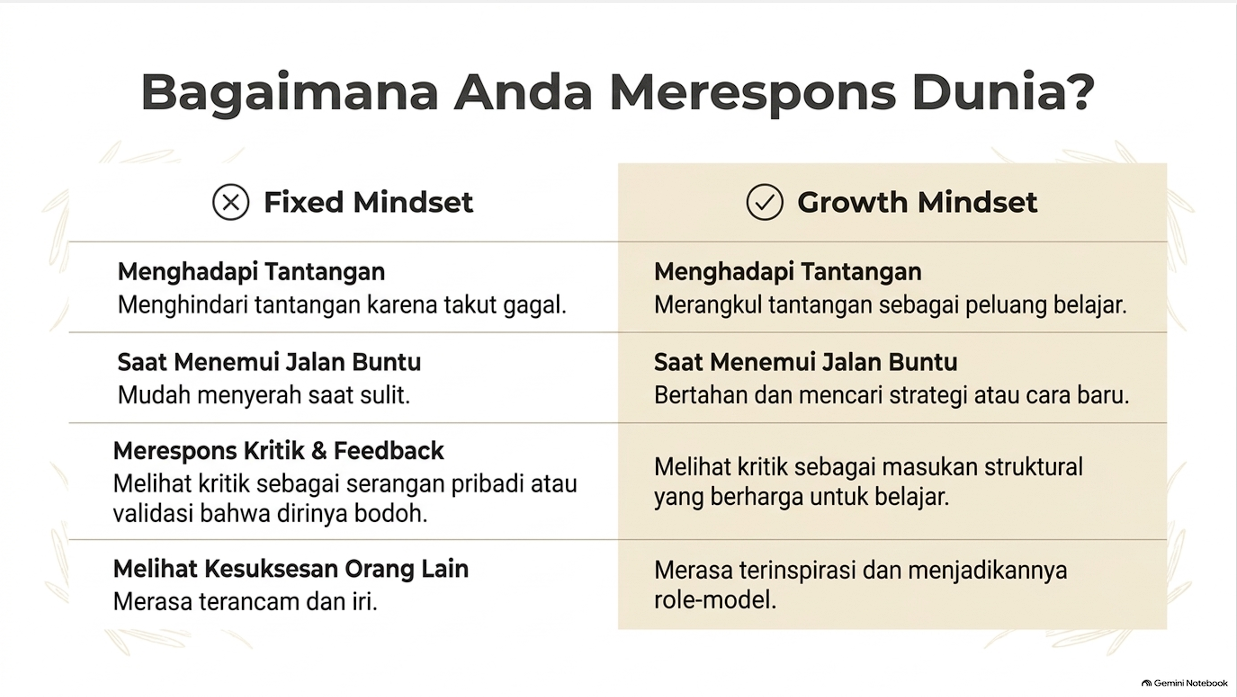 Bagaimana Anda Merespons Dunia?
Fixed Mindset
Growth Mindset
Menghadapi Tantangan
Menghindari tantangan karena takut gagal.
Menghadapi Tantangan
Merangkul tantangan sebagai peluang belajar.
Saat Menemui Jalan Buntu
Mudah menyerah saat sulit.
Saat Menemui Jalan Buntu
Bertahan dan mencari strategi atau cara baru.
Merespons Kritik & Feedback
Melihat kritik sebagai serangan pribadi atau
validasi bahwa dirinya bodoh.
Melihat kritik sebagai masukan struktural
yang berharga untuk belajar.
Melihat Kesuksesan Orang Lain
Merasa terancam dan iri.
Merasa terinspirasi dan menjadikannya
role-model.
Gemini Notebook